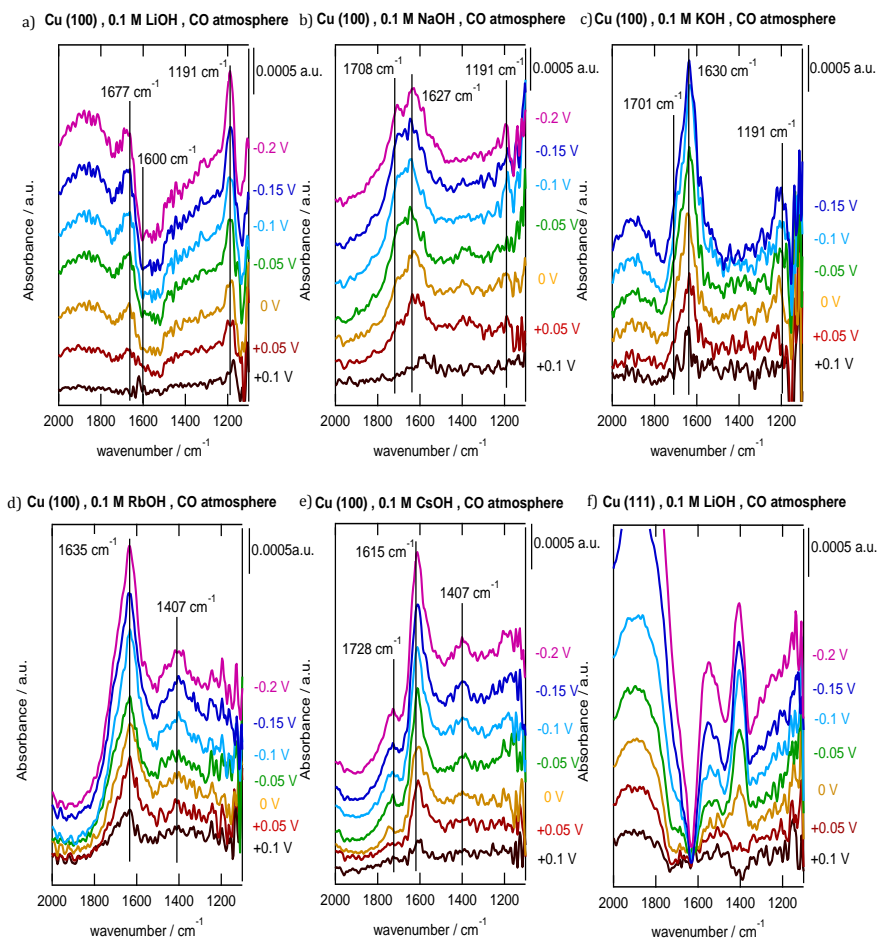 a) Cu (100) , 0.1 M LiOH , CO atmosphere
1191 cm⁻¹
0.0005 a.u.
1677 cm⁻¹
1600 cm⁻¹
-0.2 V
-0.15 V
-0.1 V
-0.05 V
0 V
+0.05 V
+0.1 V
Absorbance / a.u.
2000 1800 1600 1400 1200
wavenumber / cm⁻¹
b) Cu (100) , 0.1 M NaOH , CO atmosphere
0.0005 a.u.
1708 cm⁻¹
1191 cm⁻¹
1627 cm⁻¹
-0.2 V
-0.15 V
-0.1 V
-0.05 V
0 V
+0.05 V
+0.1 V
Absorbance / a.u.
2000 1800 1600 1400 1200
wavenumber / cm⁻¹
c) Cu (100) , 0.1 M KOH , CO atmosphere
0.0005 a.u.
1630 cm⁻¹
1701 cm⁻¹
1191 cm⁻¹
-0.15 V
-0.1 V
-0.05 V
0 V
+0.05 V
+0.1 V
Absorbance / a.u.
2000 1800 1600 1400 1200
wavenumber / cm⁻¹
d) Cu (100) , 0.1 M RbOH , CO atmosphere
0.0005a.u.
1635 cm⁻¹
1407 cm⁻¹
-0.2 V
-0.15 V
-0.1 V
-0.05 V
0 V
+0.05 V
+0.1 V
Absorbance / a.u.
2000 1800 1600 1400 1200
wavenumber / cm⁻¹
e) Cu (100) , 0.1 M CsOH , CO atmosphere
0.0005 a.u.
1615 cm⁻¹
1407 cm⁻¹
1728 cm⁻¹
-0.2 V
-0.15 V
-0.1 V
-0.05 V
0 V
+0.05 V
+0.1 V
Absorbance / a.u.
2000 1800 1600 1400 1200
wavenumber / cm⁻¹
f) Cu (111) , 0.1 M LiOH , CO atmosphere
0.0005 a.u.
-0.2 V
-0.15 V
-0.1 V
-0.05 V
0 V
+0.05 V
+0.1 V
Absorbance / a.u.
2000 1800 1600 1400 1200
wavenumber / cm⁻¹